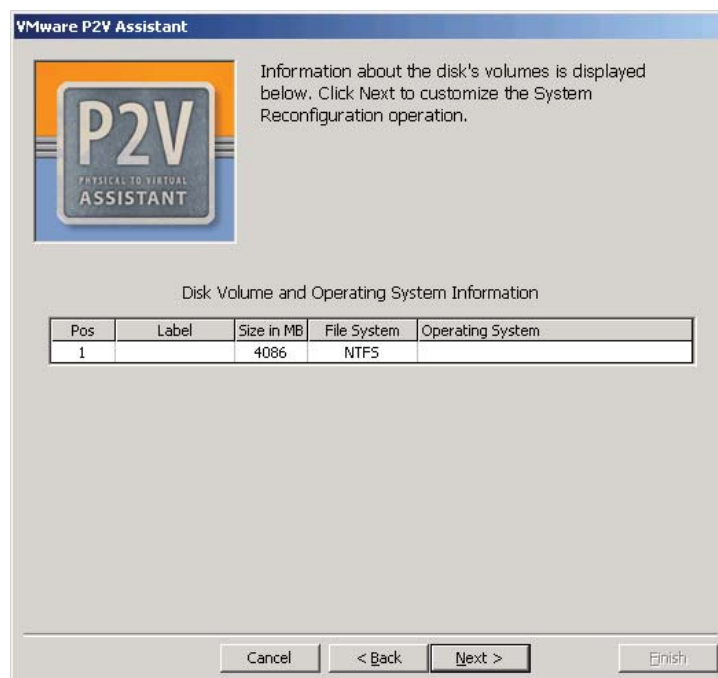 VMware P2V Assistant
P2V
PHYSICAL TO VIRTUAL
ASSISTANT
Information about the disk's volumes is displayed
below. Click Next to customize the System
Reconfiguration operation.
Disk Volume and Operating System Information
Pos Label Size in MB File System Operating System
1 4086 NTFS
Cancel < Back Next > Finish